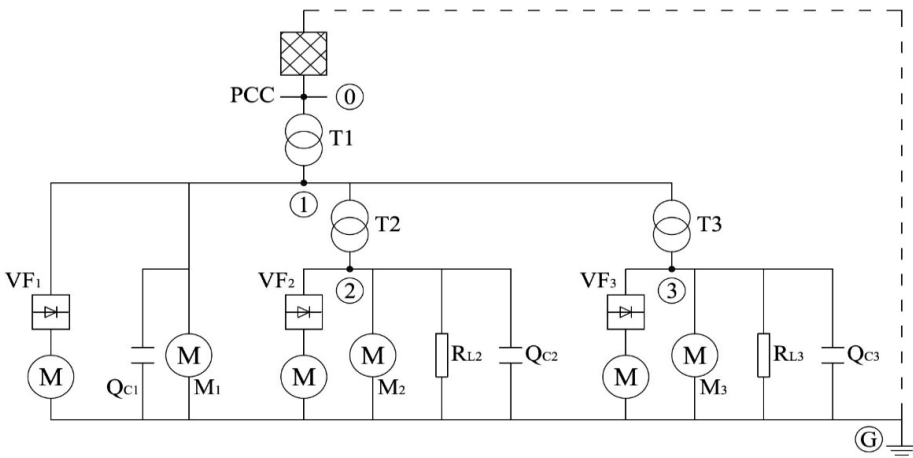 PCC 0
T1
1
T2 T3
VF1 VF2 2 VF3 3
QC1 M M RL2 QC2 M RL3 QC3
M M1 M M2 M M3
G